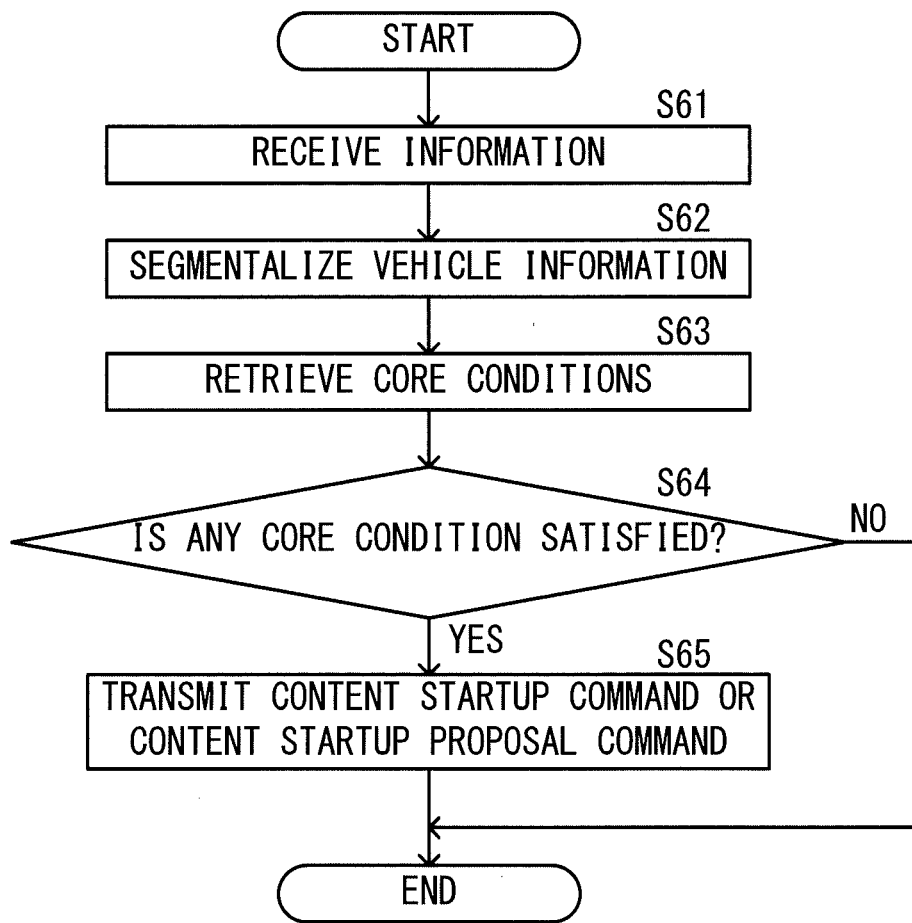 START
S61
RECEIVE INFORMATION
S62
SEGMENTALIZE VEHICLE INFORMATION
S63
RETRIEVE CORE CONDITIONS
S64
IS ANY CORE CONDITION SATISFIED?
NO
YES
S65
TRANSMIT CONTENT STARTUP COMMAND OR
CONTENT STARTUP PROPOSAL COMMAND
END